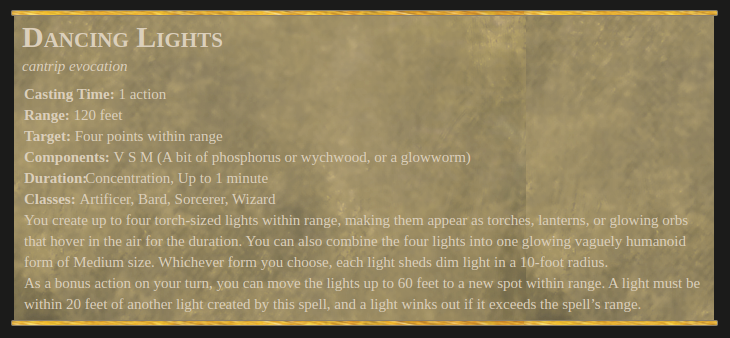 Dancing Lights
cantrip evocation
Casting Time: 1 action
Range: 120 feet
Target: Four points within range
Components: V S M (A bit of phosphorus or wychwood, or a glowworm)
Duration:Concentration, Up to 1 minute
Classes: Artificer, Bard, Sorcerer, Wizard
You create up to four torch-sized lights within range, making them appear as torches, lanterns, or glowing orbs
that hover in the air for the duration. You can also combine the four lights into one glowing vaguely humanoid
form of Medium size. Whichever form you choose, each light sheds dim light in a 10-foot radius.
As a bonus action on your turn, you can move the lights up to 60 feet to a new spot within range. A light must be
within 20 feet of another light created by this spell, and a light winks out if it exceeds the spell’s range.